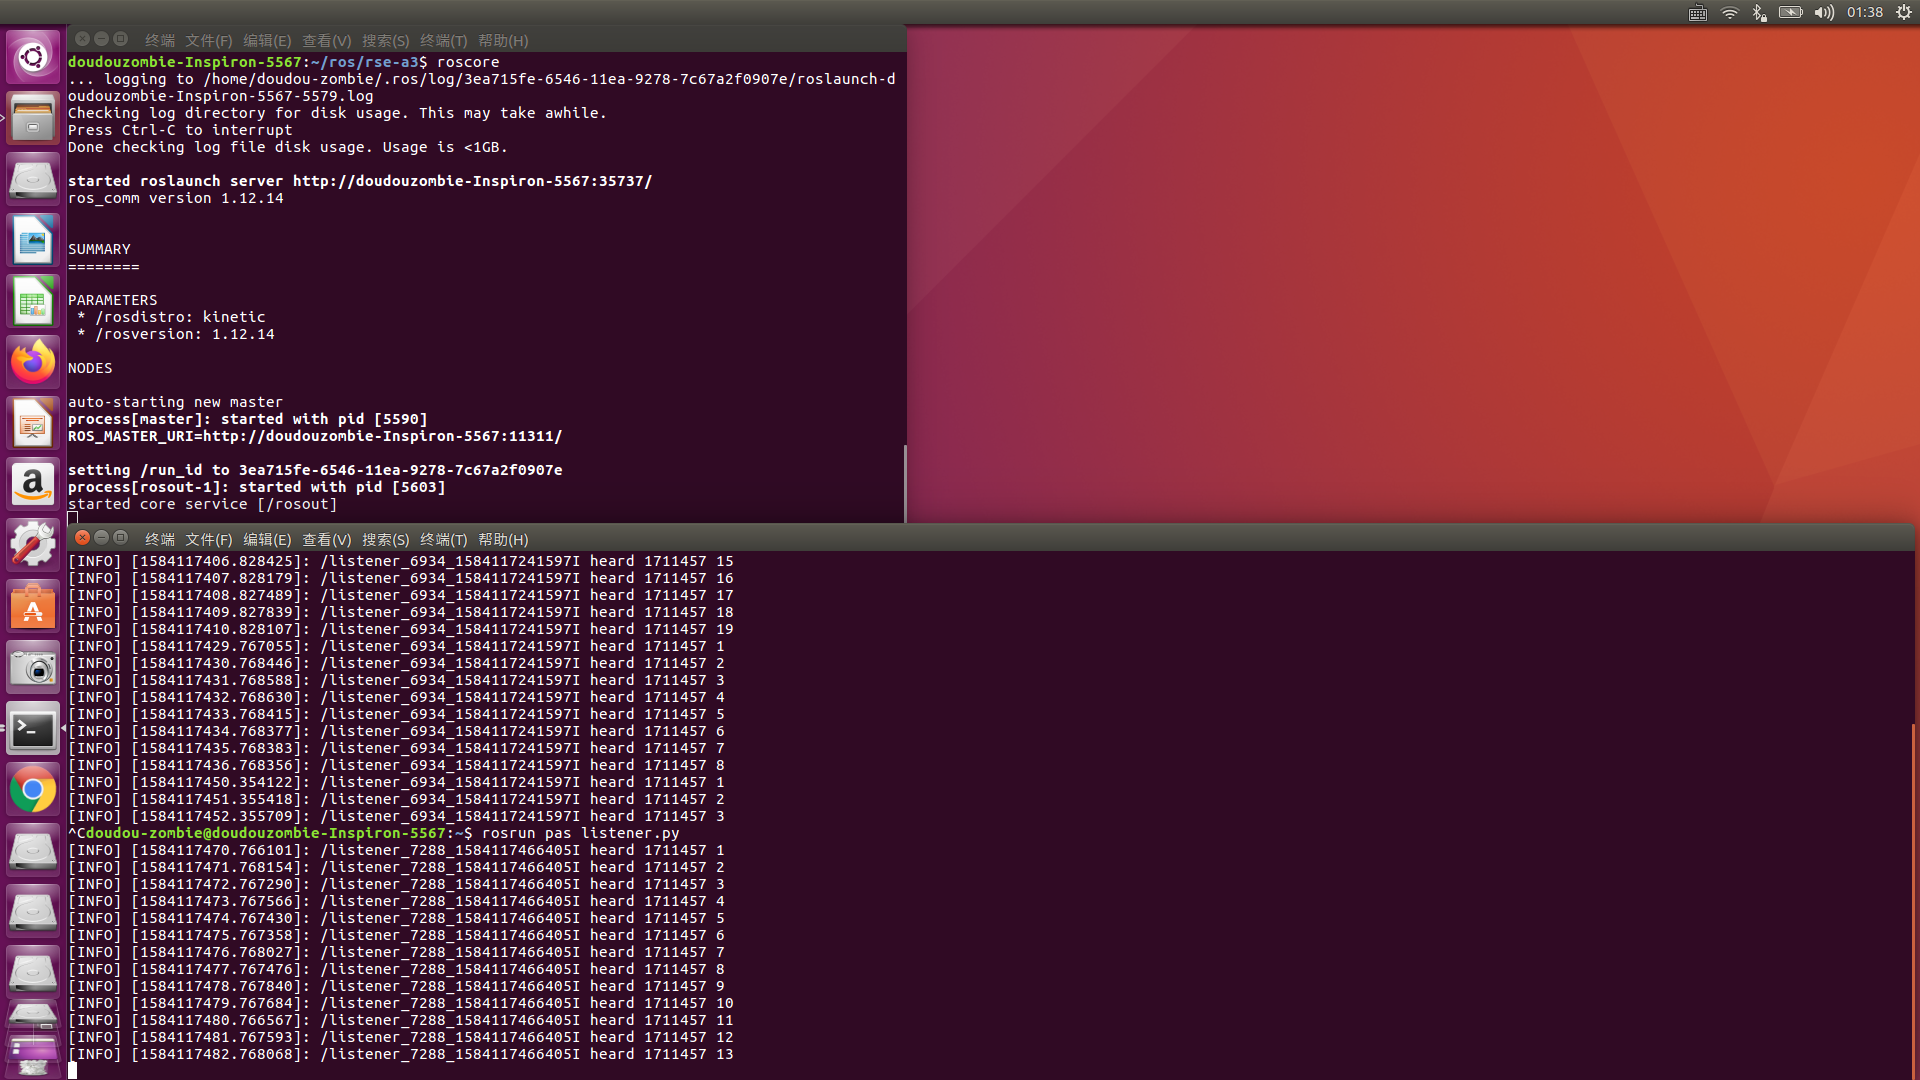 01:38
终端 文件(F) 编辑(E) 查看(V) 搜索(S) 终端(T) 帮助(H)
doudouzombie-Inspiron-5567:~/ros/rse-a3$ roscore
... logging to /home/doudou-zombie/.ros/log/3ea715fe-6546-11ea-9278-7c67a2f0907e/roslaunch-d
oudouzombie-Inspiron-5567-5579.log
Checking log directory for disk usage. This may take awhile.
Press Ctrl-C to interrupt
Done checking log file disk usage. Usage is <1GB.
started roslaunch server http://doudouzombie-Inspiron-5567:35737/
ros_comm version 1.12.14
SUMMARY
========
PARAMETERS
* /rosdistro: kinetic
* /rosversion: 1.12.14
NODES
auto-starting new master
process[master]: started with pid [5590]
ROS_MASTER_URI=http://doudouzombie-Inspiron-5567:11311/
setting /run_id to 3ea715fe-6546-11ea-9278-7c67a2f0907e
process[rosout-1]: started with pid [5603]
started core service [/rosout]
终端 文件(F) 编辑(E) 查看(V) 搜索(S) 终端(T) 帮助(H)
[INFO] [1584117406.828425]: /listener_6934_1584117241597I heard 1711457 15
[INFO] [1584117407.828179]: /listener_6934_1584117241597I heard 1711457 16
[INFO] [1584117408.827489]: /listener_6934_1584117241597I heard 1711457 17
[INFO] [1584117409.827839]: /listener_6934_1584117241597I heard 1711457 18
[INFO] [1584117410.828107]: /listener_6934_1584117241597I heard 1711457 19
[INFO] [1584117429.767055]: /listener_6934_1584117241597I heard 1711457 1
[INFO] [1584117430.768446]: /listener_6934_1584117241597I heard 1711457 2
[INFO] [1584117431.768588]: /listener_6934_1584117241597I heard 1711457 3
[INFO] [1584117432.768630]: /listener_6934_1584117241597I heard 1711457 4
[INFO] [1584117433.768415]: /listener_6934_1584117241597I heard 1711457 5
[INFO] [1584117434.768377]: /listener_6934_1584117241597I heard 1711457 6
[INFO] [1584117435.768383]: /listener_6934_1584117241597I heard 1711457 7
[INFO] [1584117436.768356]: /listener_6934_1584117241597I heard 1711457 8
[INFO] [1584117450.354122]: /listener_6934_1584117241597I heard 1711457 1
[INFO] [1584117451.355418]: /listener_6934_1584117241597I heard 1711457 2
[INFO] [1584117452.355709]: /listener_6934_1584117241597I heard 1711457 3
^Cdoudou-zombie@doudouzombie-Inspiron-5567:~$ rosrun pas listener.py
[INFO] [1584117470.766101]: /listener_7288_1584117466405I heard 1711457 1
[INFO] [1584117471.768154]: /listener_7288_1584117466405I heard 1711457 2
[INFO] [1584117472.767290]: /listener_7288_1584117466405I heard 1711457 3
[INFO] [1584117473.767566]: /listener_7288_1584117466405I heard 1711457 4
[INFO] [1584117474.767430]: /listener_7288_1584117466405I heard 1711457 5
[INFO] [1584117475.767358]: /listener_7288_1584117466405I heard 1711457 6
[INFO] [1584117476.768027]: /listener_7288_1584117466405I heard 1711457 7
[INFO] [1584117477.767476]: /listener_7288_1584117466405I heard 1711457 8
[INFO] [1584117478.767840]: /listener_7288_1584117466405I heard 1711457 9
[INFO] [1584117479.767684]: /listener_7288_1584117466405I heard 1711457 10
[INFO] [1584117480.766567]: /listener_7288_1584117466405I heard 1711457 11
[INFO] [1584117481.767593]: /listener_7288_1584117466405I heard 1711457 12
[INFO] [1584117482.768068]: /listener_7288_1584117466405I heard 1711457 13